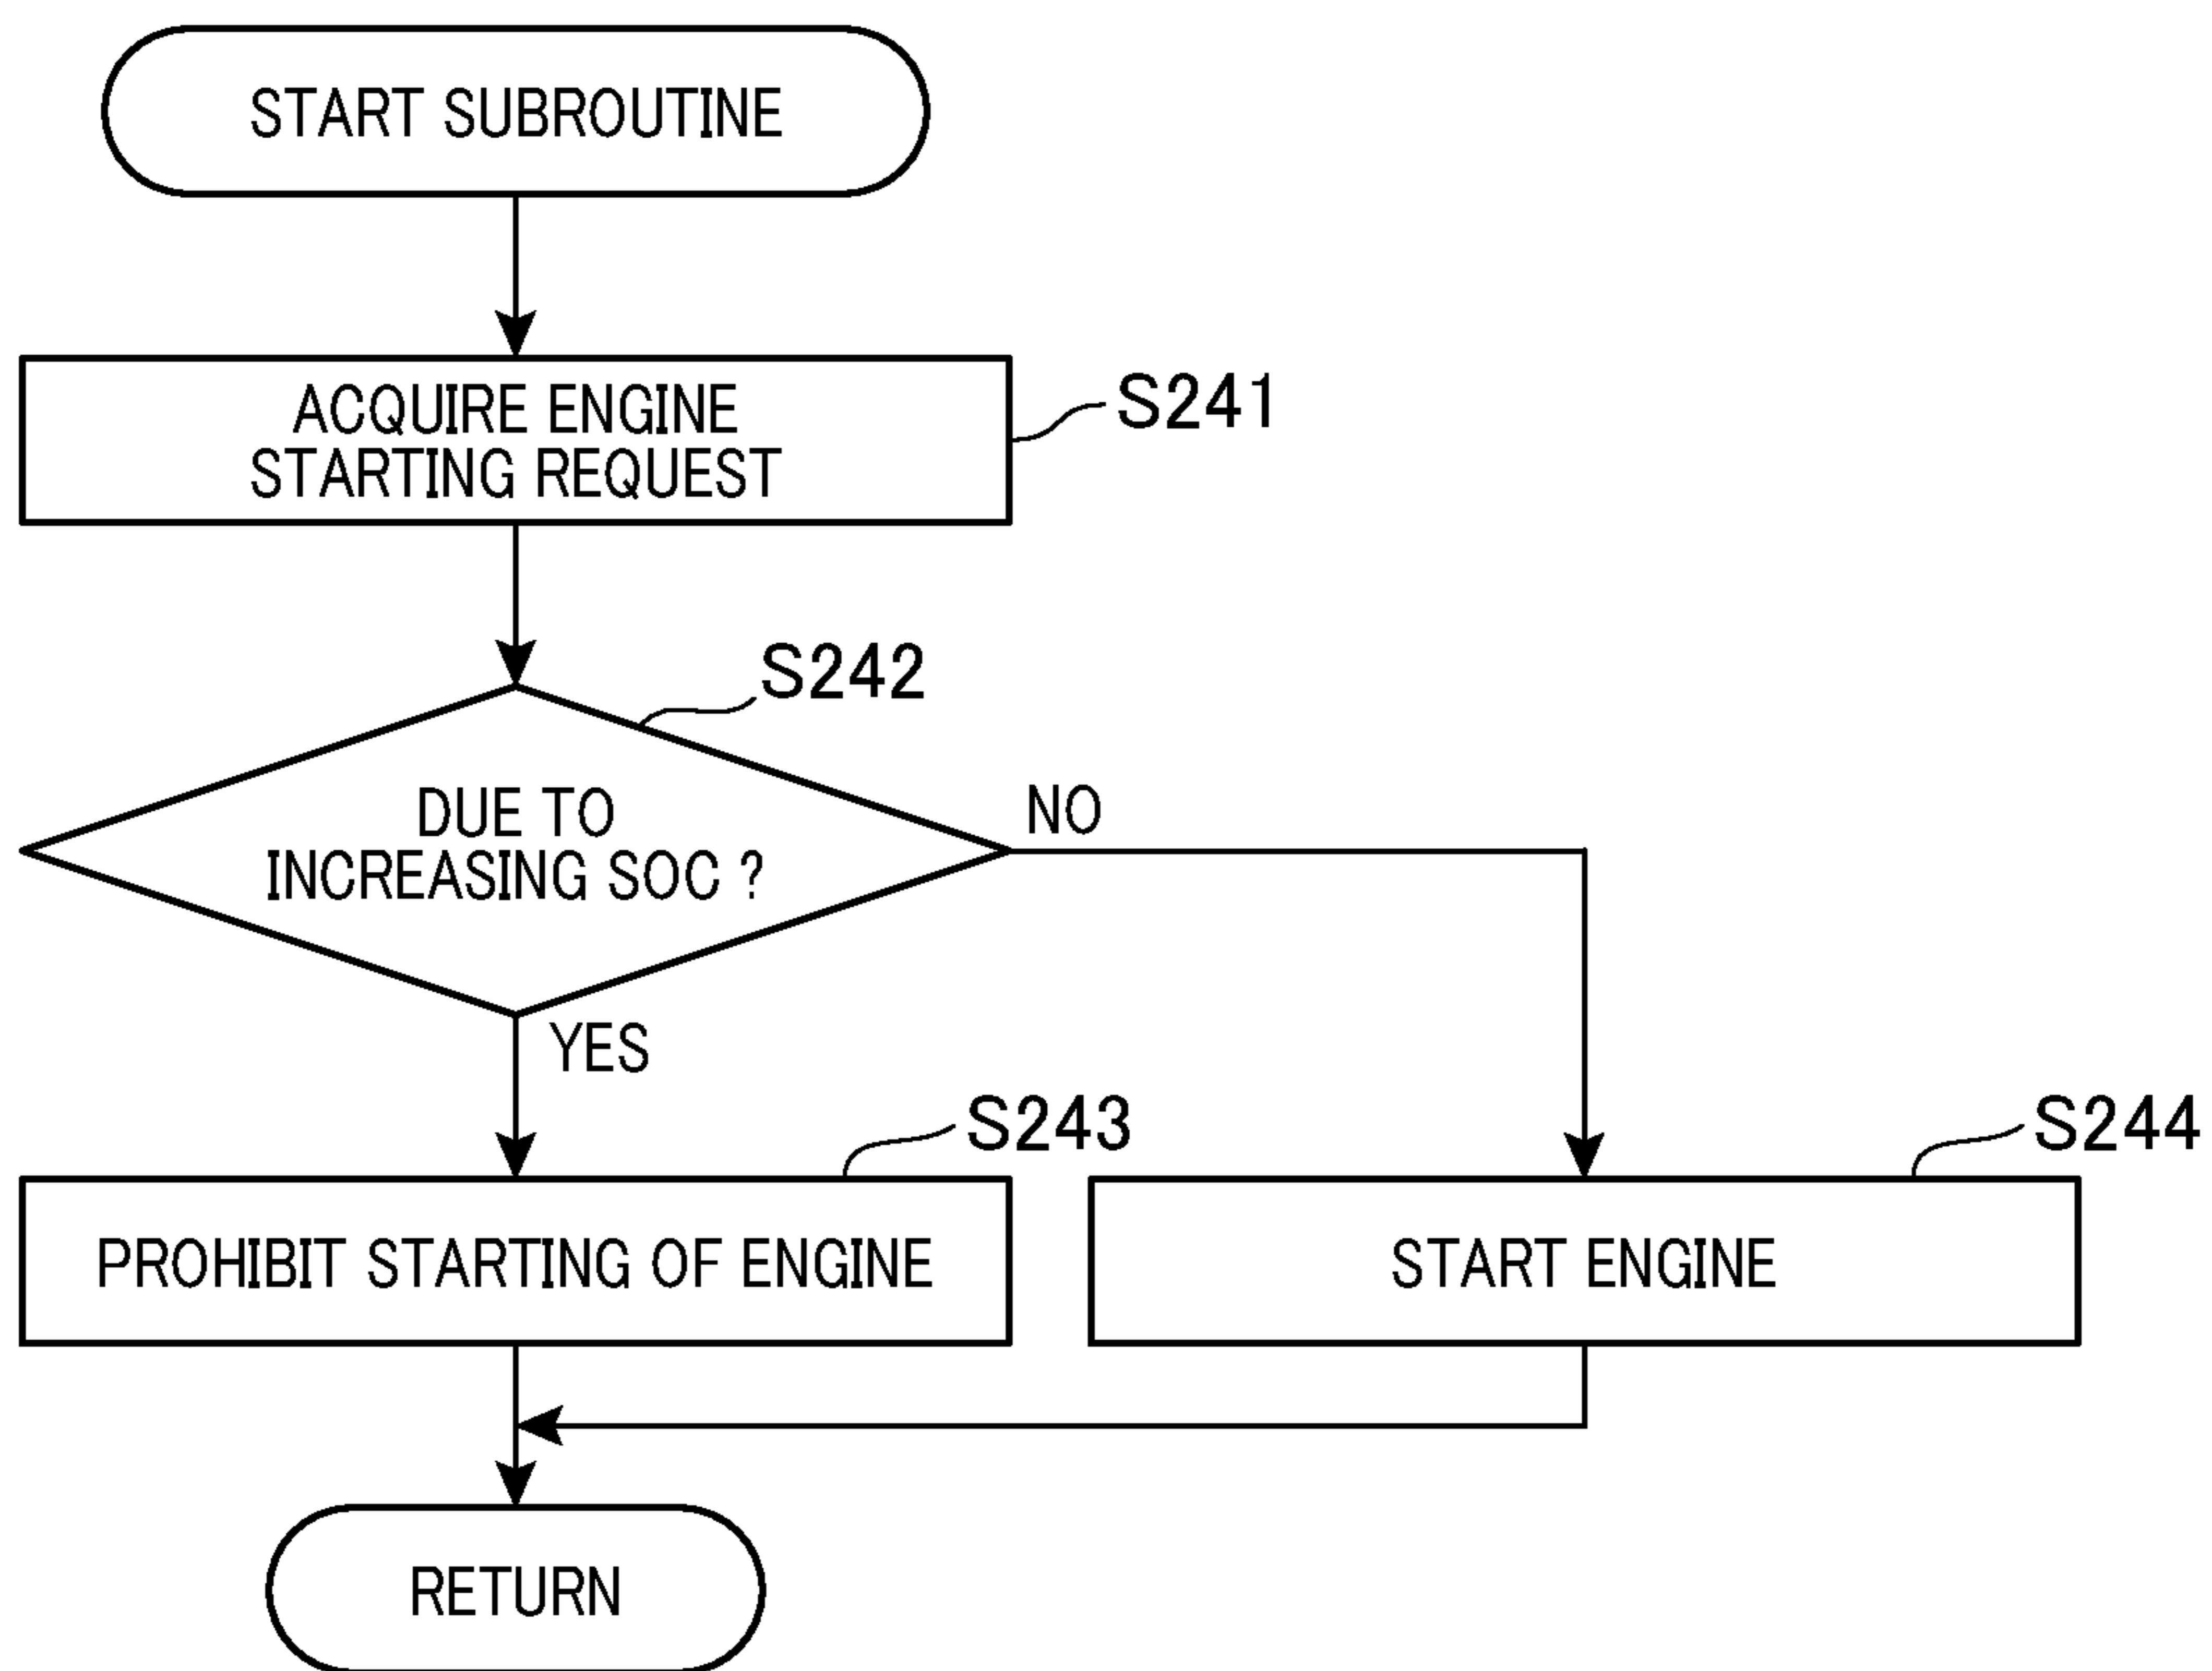 START SUBROUTINE
ACQUIRE ENGINE
STARTING REQUEST
S241
S242
DUE TO
INCREASING SOC ?
NO
YES
S243
S244
PROHIBIT STARTING OF ENGINE
START ENGINE
RETURN